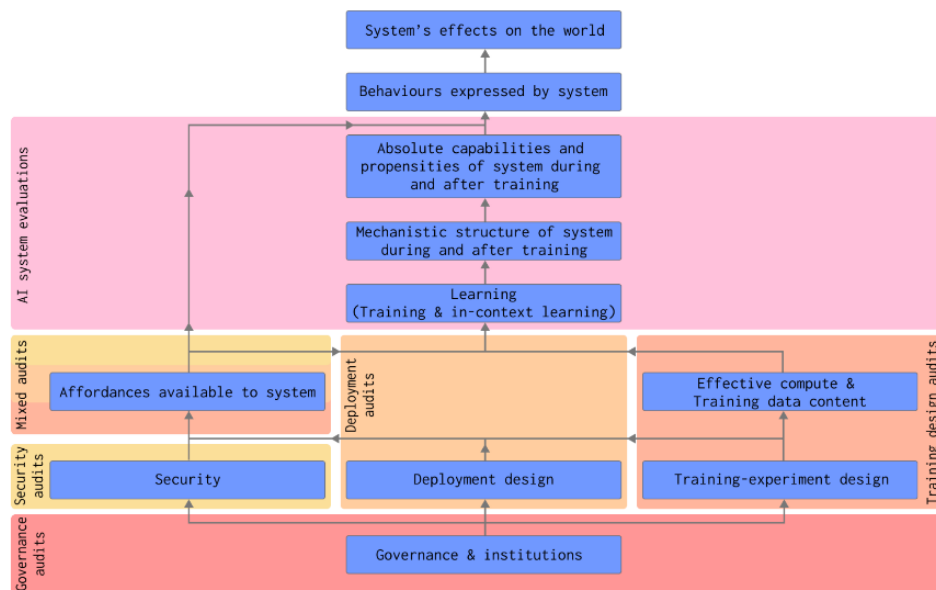 System's effects on the world
Behaviours expressed by system
AI system evaluations
Absolute capabilities and
propensities of system during
and after training
Mechanistic structure of system
during and after training
Learning
(Training & in-context learning)
Mixed audits
Affordances available to system
Deployment
audits
Effective compute &
Training data content
Training design audits
Security
audits
Security
Deployment design
Training-experiment design
Governance
audits
Governance & institutions